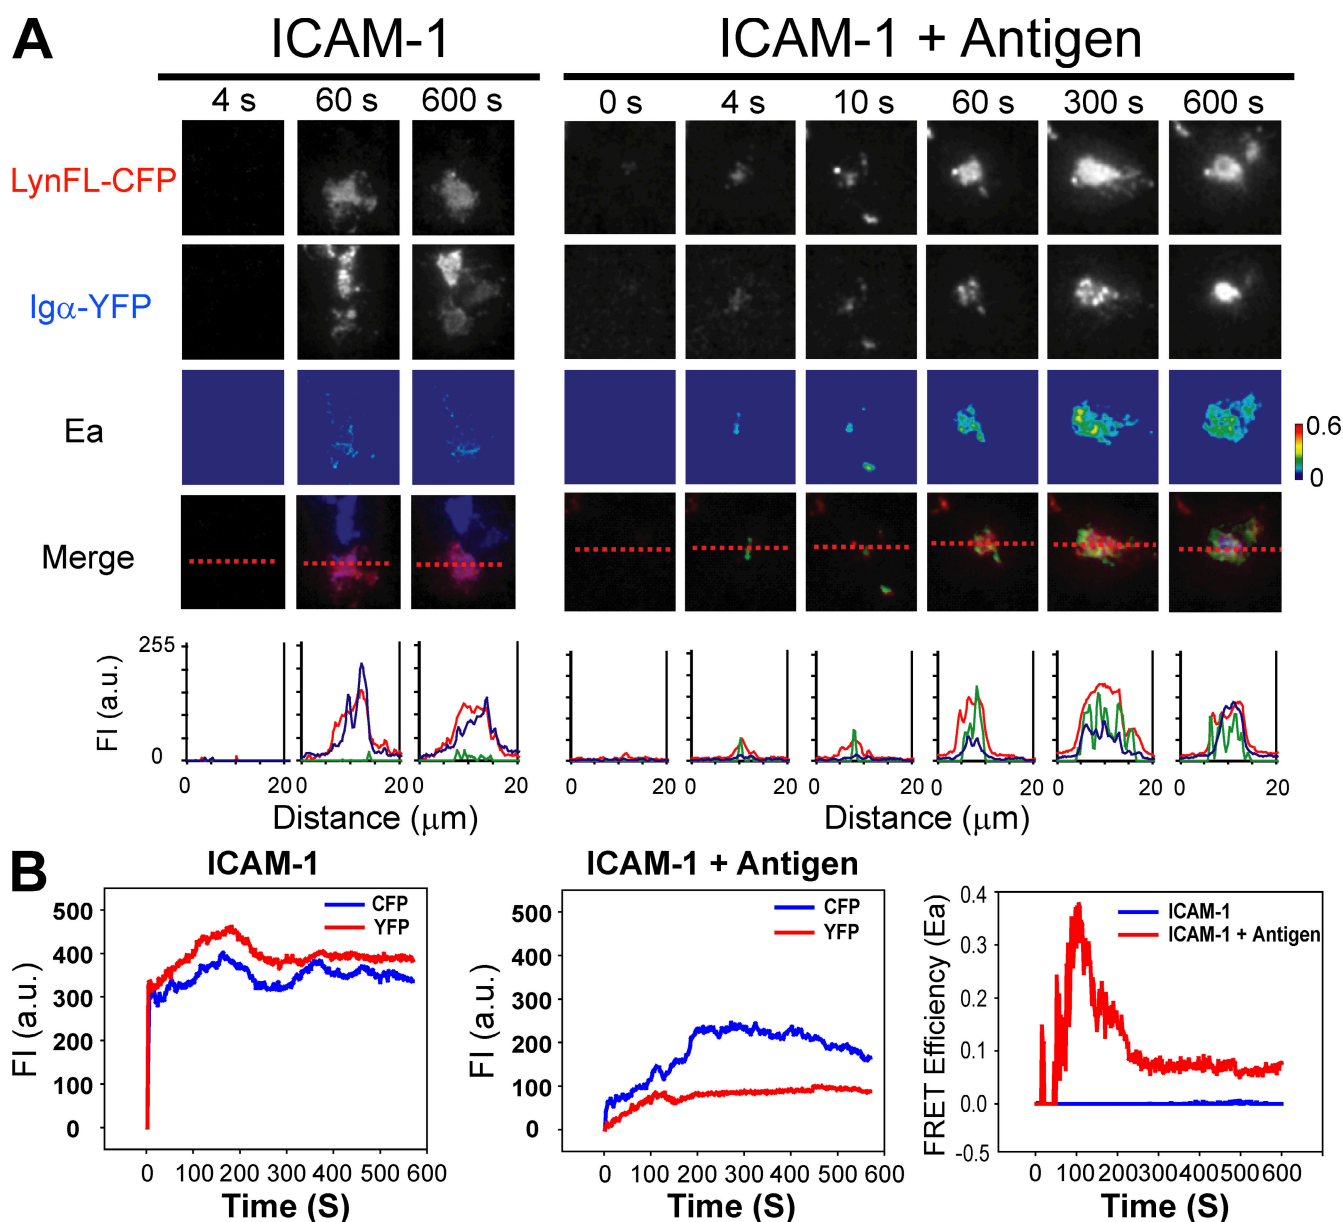 A
ICAM-1
ICAM-1 + Antigen
4 s 60 s 600 s 0 s 4 s 10 s 60 s 300 s 600 s
LynFL-CFP
Igα-YFP
Ea
0.6
0
Merge
255
FI (a.u.)
0
0 20 0 20 0 20 0 20 0 20 0 20 0 20 0 20 0 20
Distance (μm) Distance (μm)
B
ICAM-1
500
400
300
200
100
0
FI (a.u.)
CFP
YFP
0 100 200 300 400 500 600
Time (S)
ICAM-1 + Antigen
500
400
300
200
100
0
FI (a.u.)
CFP
YFP
0 100 200 300 400 500 600
Time (S)
0.4
0.3
0.2
0.1
0.0
-0.5
FRET Efficiency (Ea)
ICAM-1
ICAM-1 + Antigen
0 100 200 300 400 500 600
Time (S)